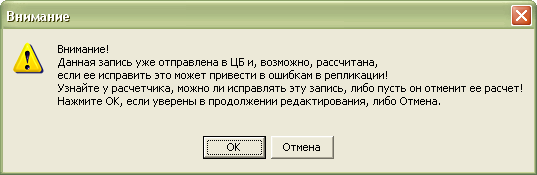 Внимание
Внимание!
Данная запись уже отправлена в ЦБ и, возможно, рассчитана,
если ее исправить это может привести в ошибкам в репликации!
Узнайте у расчетчика, можно ли исправлять эту запись, либо пусть он отменит ее расчет!
Нажмите ОК, если уверены в продолжении редактирования, либо Отмена.
OK
Отмена